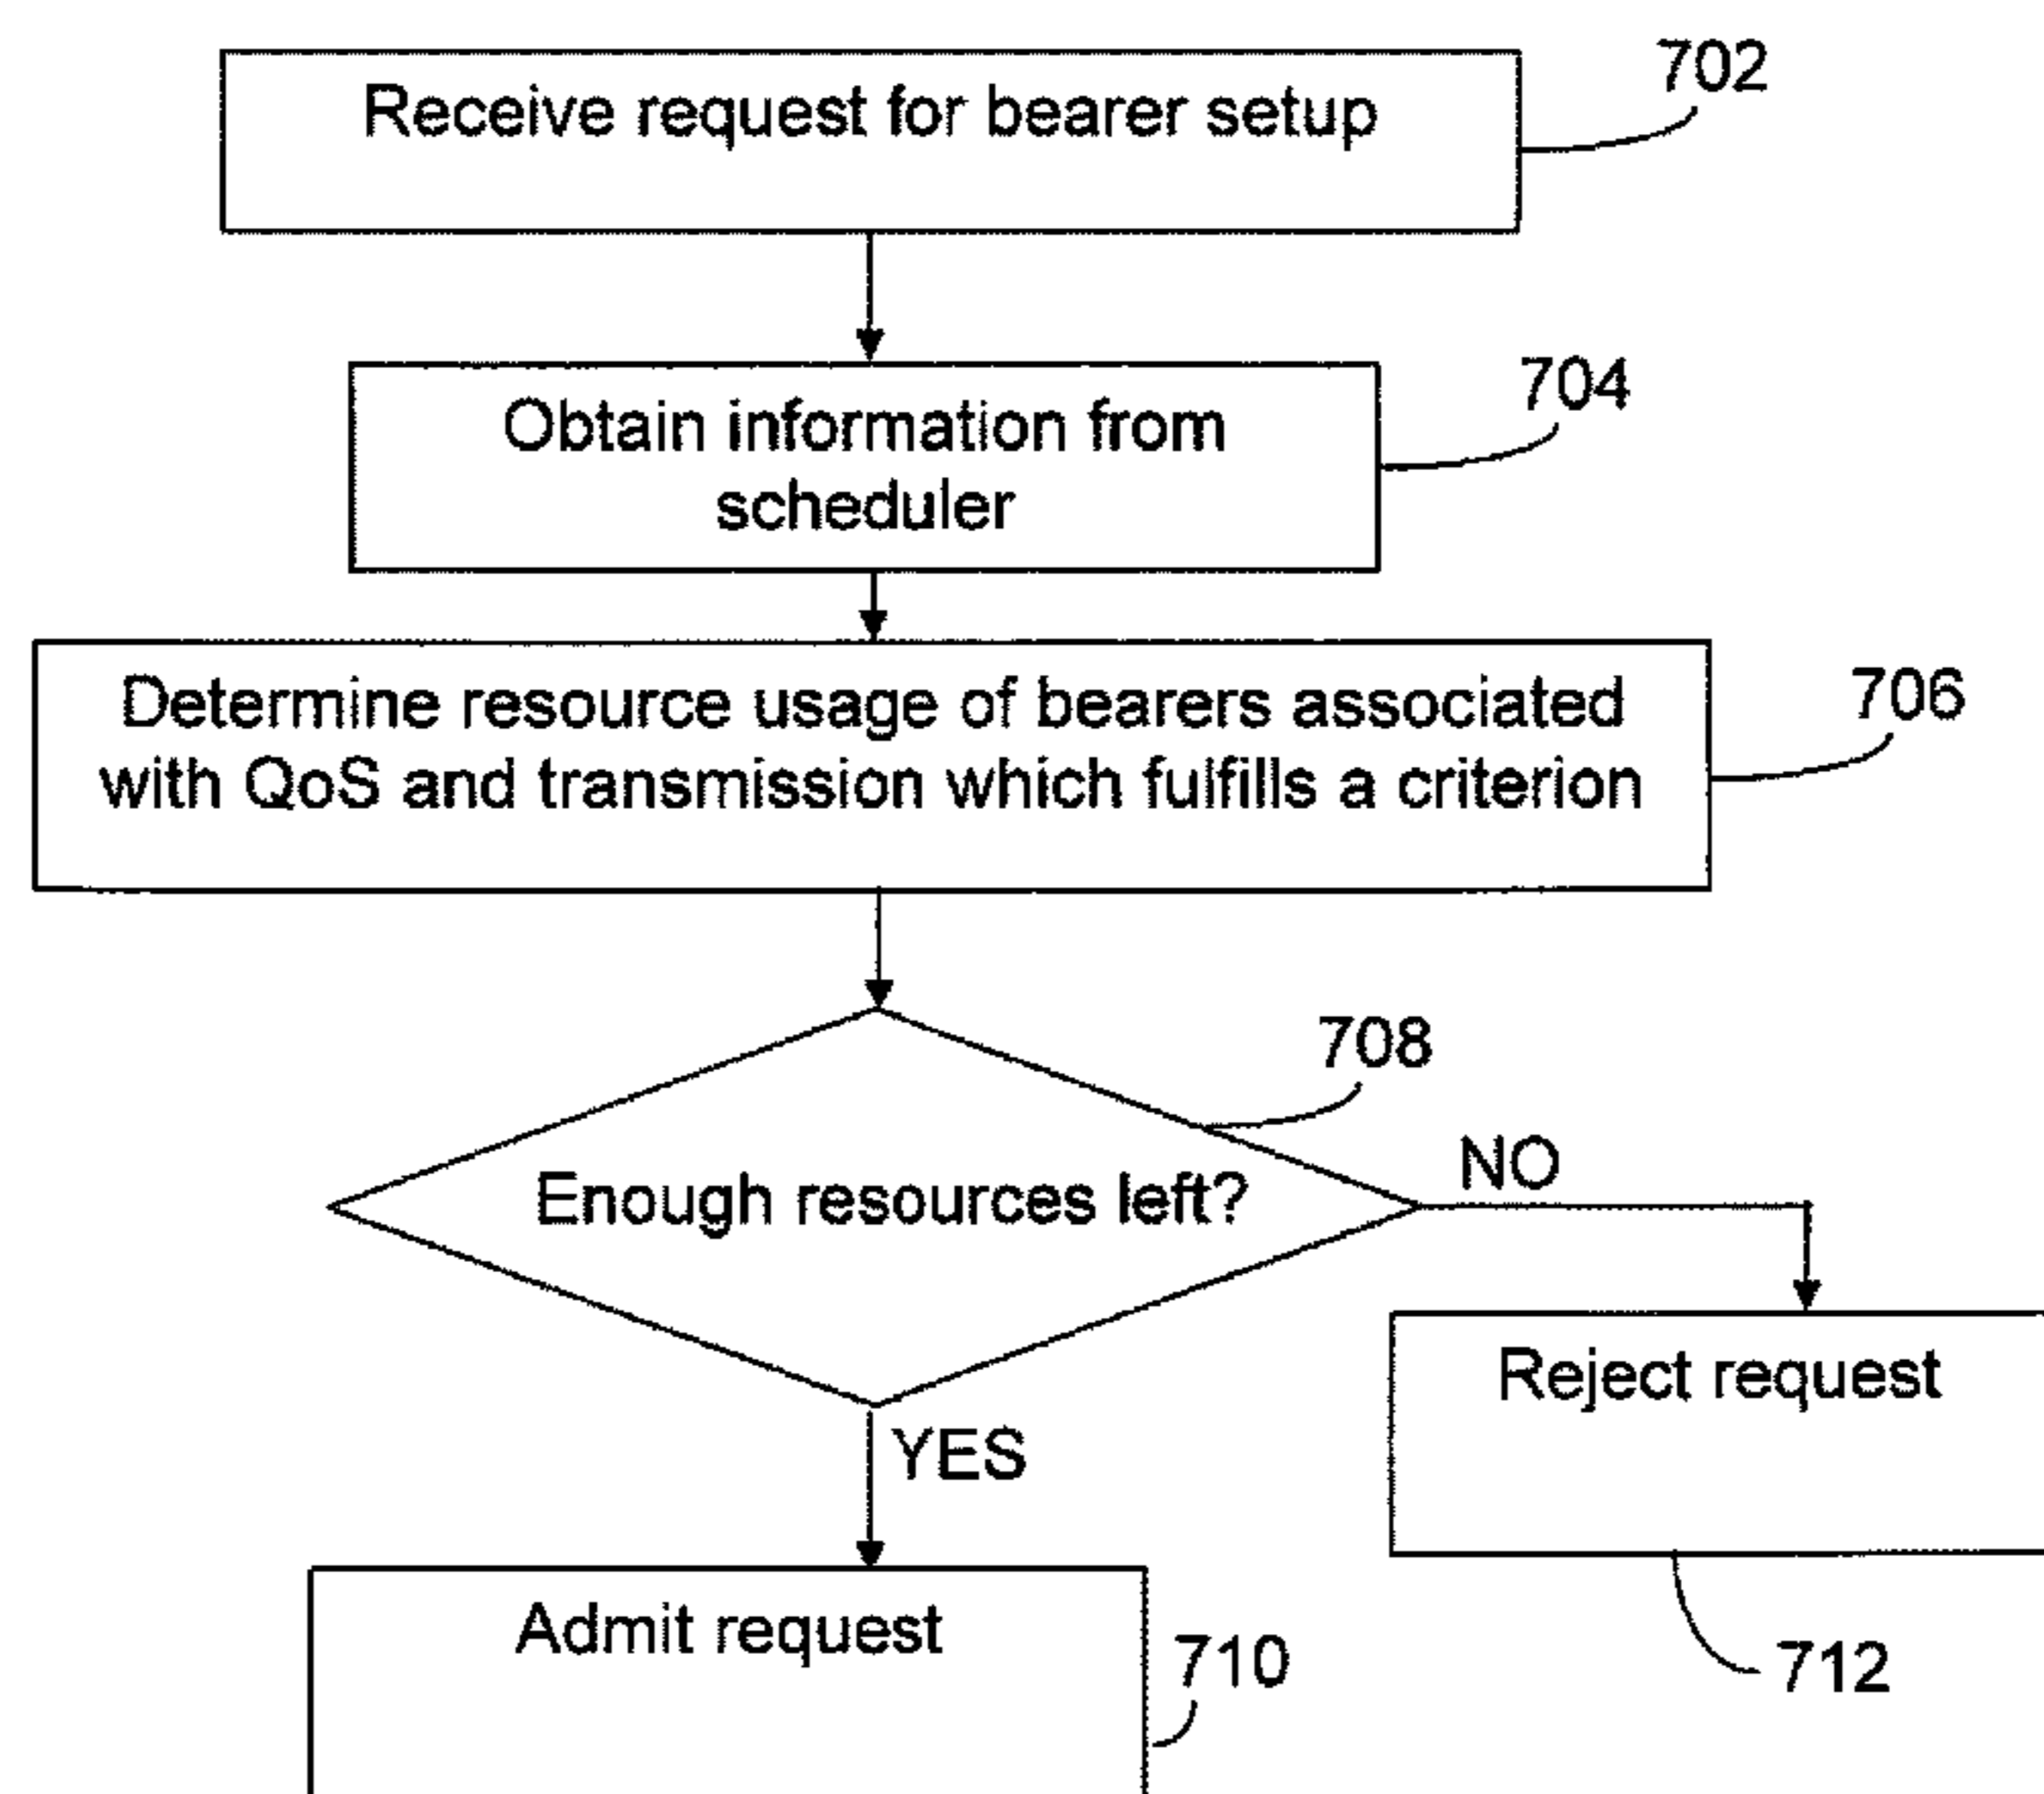 Receive request for bearer setup
702
Obtain information from
scheduler
704
Determine resource usage of bearers associated
with QoS and transmission which fulfills a criterion
706
708
Enough resources left?
NO
Reject request
YES
Admit request
710
712